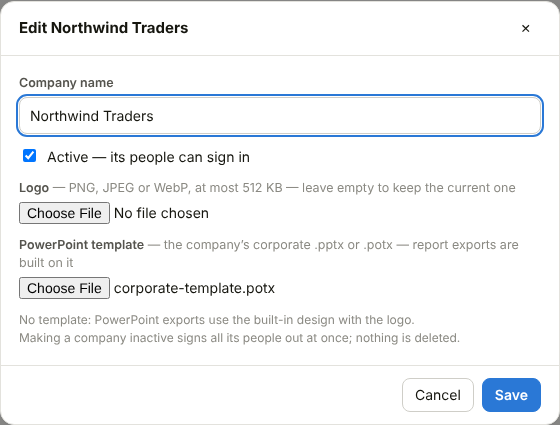 Edit Northwind Traders ×
Company name
Northwind Traders
Active — its people can sign in
Logo — PNG, JPEG or WebP, at most 512 KB — leave empty to keep the current one
Choose File No file chosen
PowerPoint template — the company’s corporate .pptx or .potx — report exports are
built on it
Choose File corporate-template.potx
No template: PowerPoint exports use the built-in design with the logo.
Making a company inactive signs all its people out at once; nothing is deleted.
Cancel Save